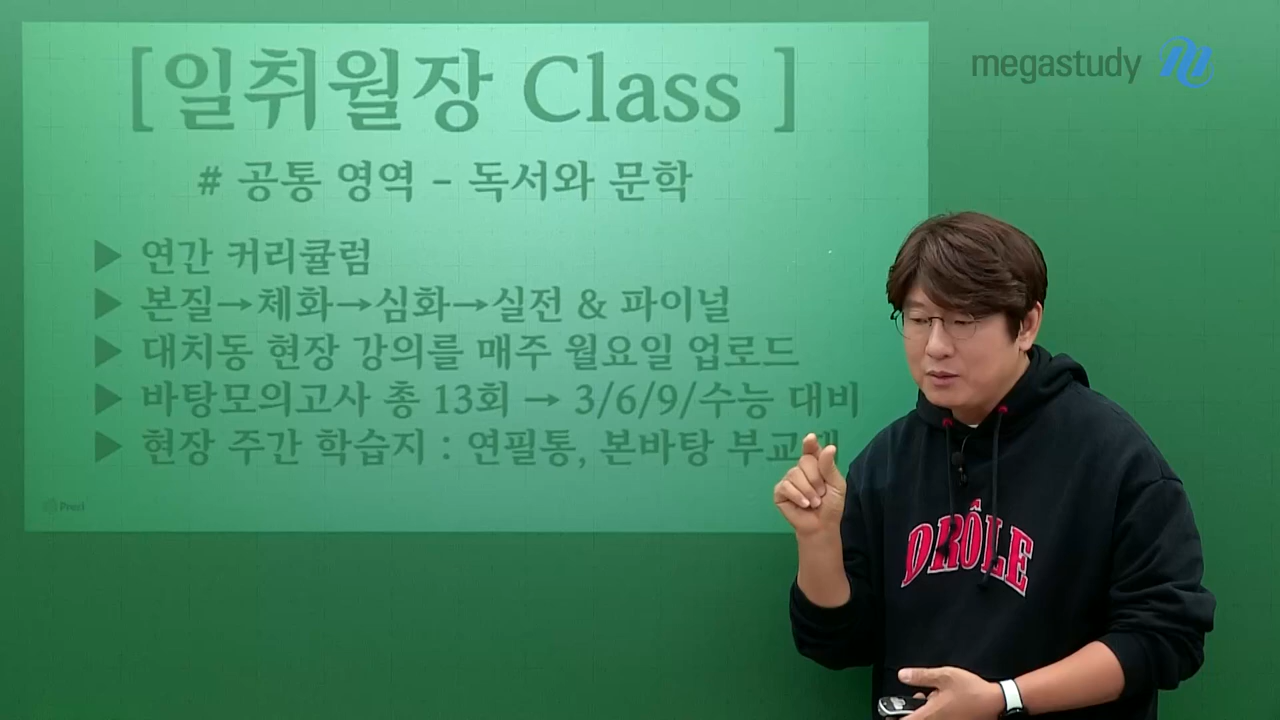 [일취월장 Class ]
megastudy
# 공통 영역 - 독서와 문학
▶ 연간 커리큘럼
▶ 본질→체화→심화→실전 & 파이널
▶ 대치동 현장 강의를 매주 월요일 업로드
▶ 바탕모의고사 총 13회 → 3/6/9/수능 대비
▶ 현장 주간 학습지 : 연필통, 본바탕 부교재
Prezi
DRÔLE